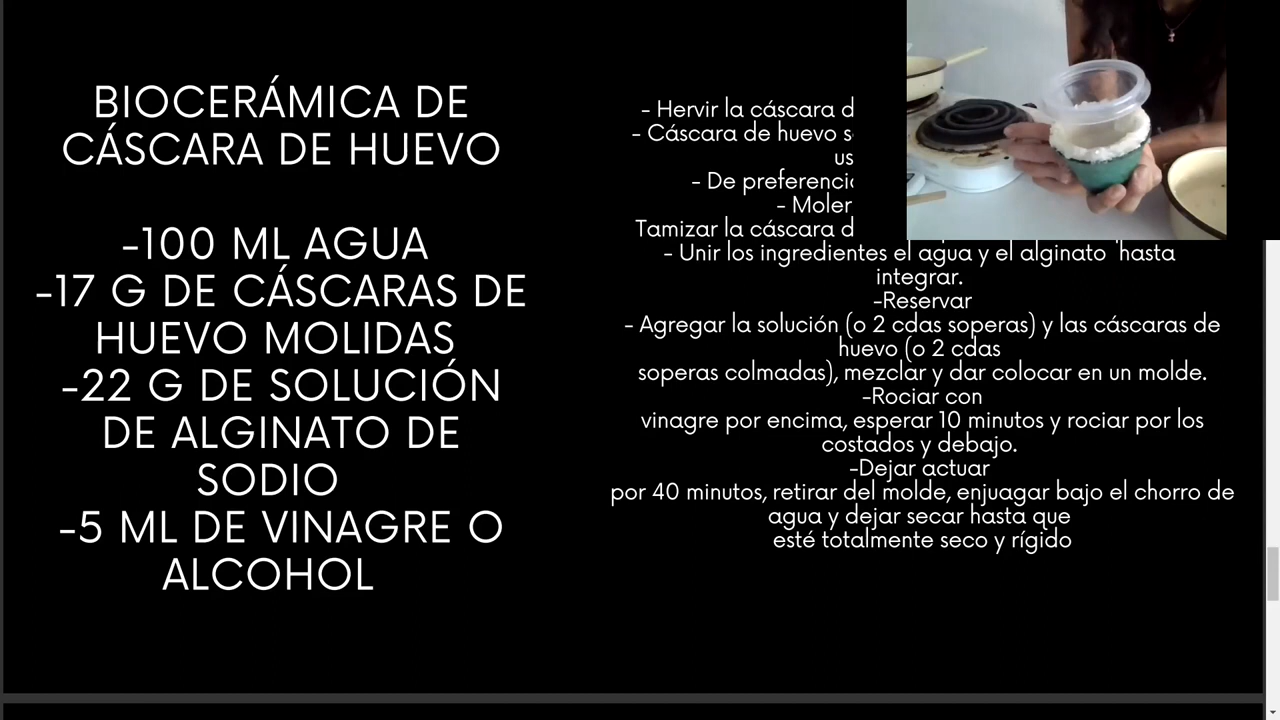 BIOCERÁMICA DE
CÁSCARA DE HUEVO
-100 ML AGUA
-17 G DE CÁSCARAS DE
HUEVO MOLIDAS
-22 G DE SOLUCIÓN
DE ALGINATO DE
SODIO
-5 ML DE VINAGRE O
ALCOHOL
- Hervir la cáscara d
- Cáscara de huevo s
us
- De preferenci
- Moler
Tamizar la cáscara d
- Unir los ingredientes el agua y el alginato hasta
integrar.
-Reservar
- Agregar la solución (o 2 cdas soperas) y las cáscaras de
huevo (o 2 cdas
soperas colmadas), mezclar y dar colocar en un molde.
-Rociar con
vinagre por encima, esperar 10 minutos y rociar por los
costados y debajo.
-Dejar actuar
por 40 minutos, retirar del molde, enjuagar bajo el chorro de
agua y dejar secar hasta que
esté totalmente seco y rígido